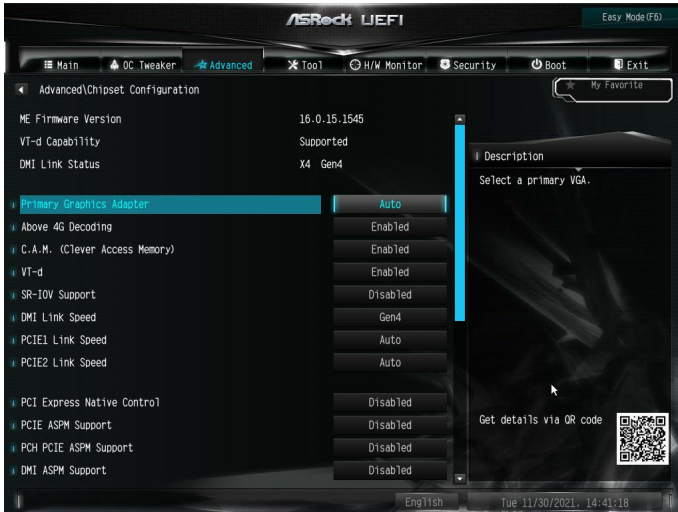 ASRock UEFI
Easy Mode(F6)
Main OC Tweaker Advanced Tool H/W Monitor Security Boot Exit
Advanced\Chipset Configuration
My Favorite
ME Firmware Version 16.0.15.1545
VT-d Capability Supported
DMI Link Status X4 Gen4
Description
Select a primary VGA.
Primary Graphics Adapter Auto
Above 4G Decoding Enabled
C.A.M. (Clever Access Memory) Enabled
VT-d Enabled
SR-IOV Support Disabled
DMI Link Speed Gen4
PCIE1 Link Speed Auto
PCIE2 Link Speed Auto
PCI Express Native Control Disabled
PCIE ASPM Support Disabled
PCH PCIE ASPM Support Disabled
DMI ASPM Support Disabled
Get details via QR code
English
Tue 11/30/2021. 14:41:18